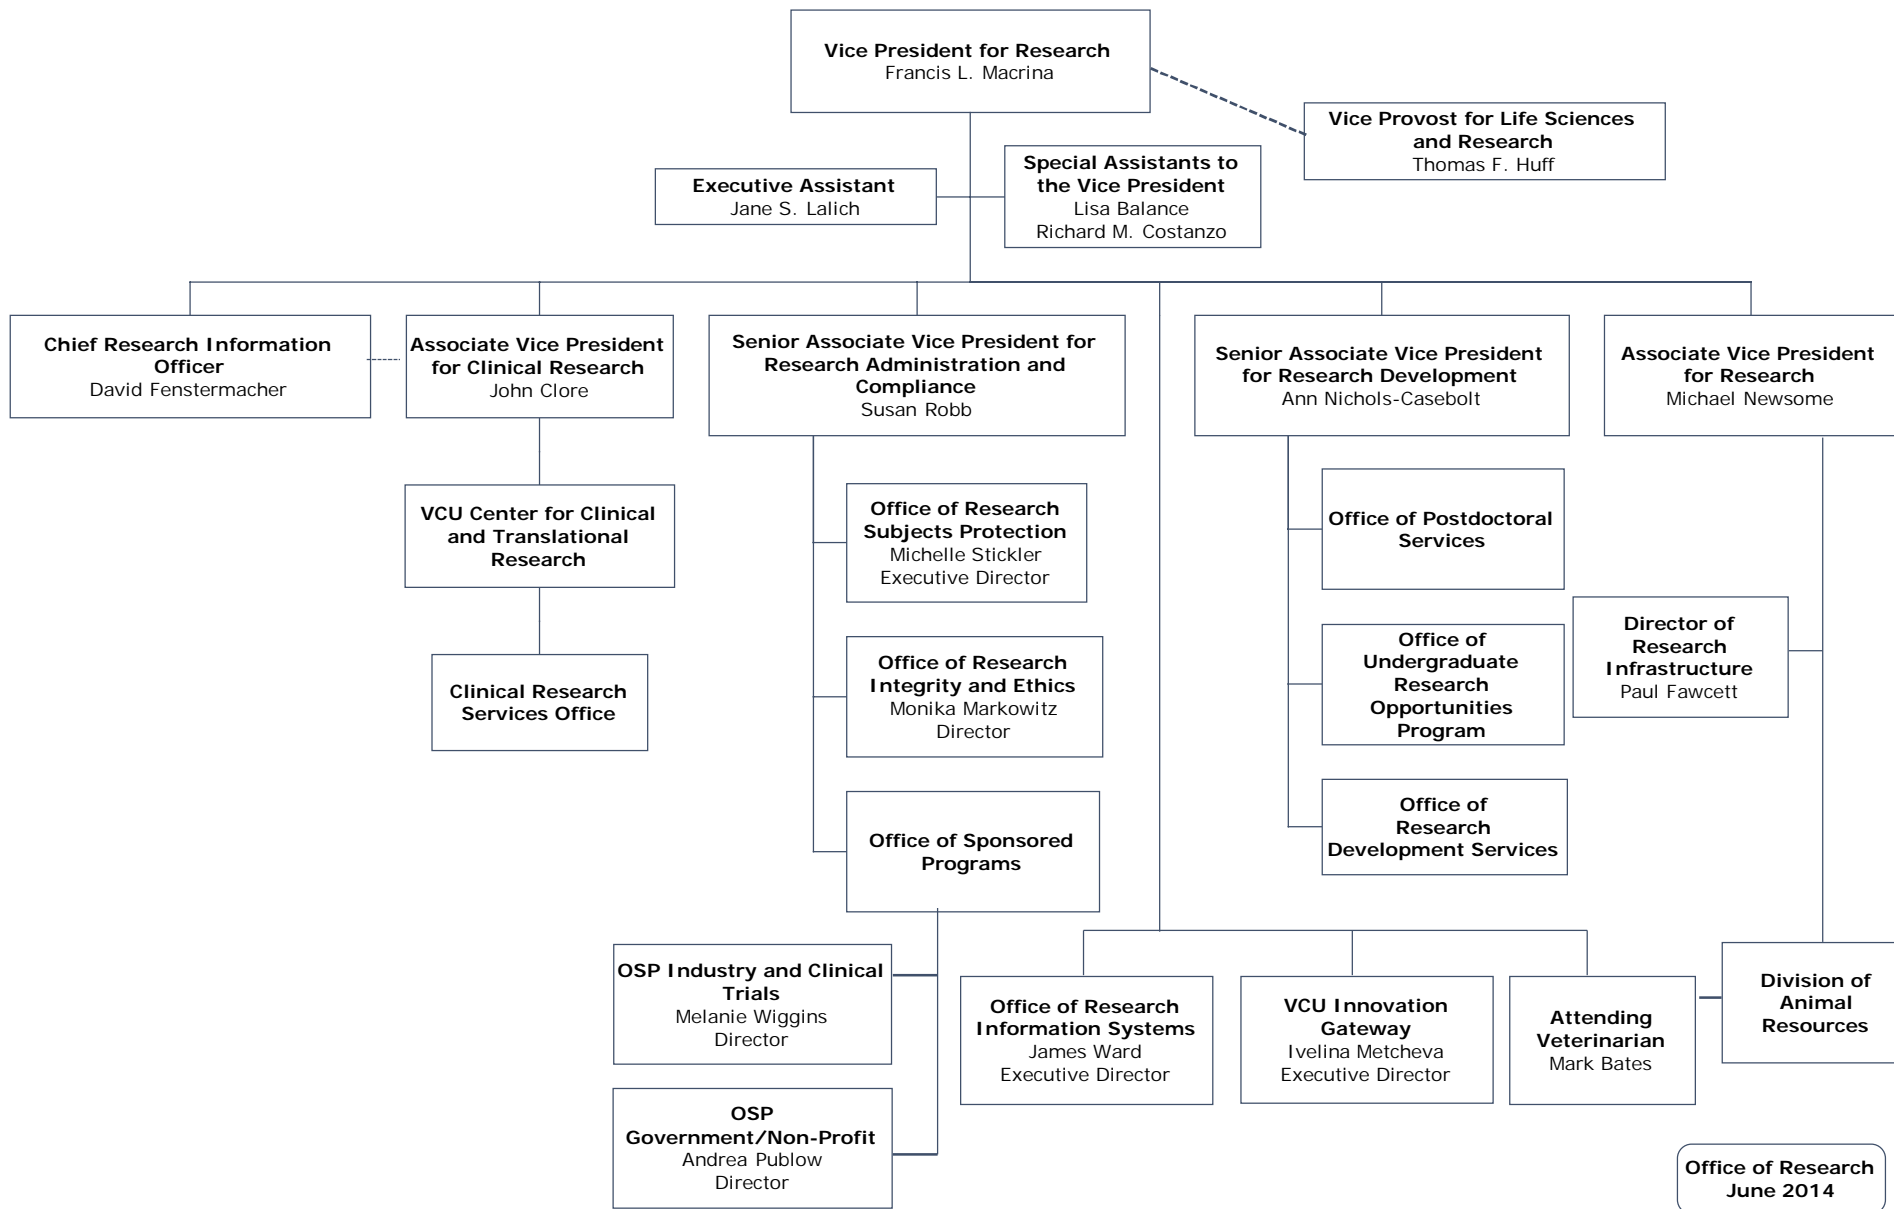 Vice President for Research
Francis L. Macrina
Vice Provost for Life Sciences
and Research
Thomas F. Huff
Executive Assistant
Jane S. Lalich
Special Assistants to
the Vice President
Lisa Balance
Richard M. Costanzo
Chief Research Information
Officer
David Fenstermacher
Associate Vice President
for Clinical Research
John Clore
Senior Associate Vice President for
Research Administration and
Compliance
Susan Robb
Senior Associate Vice President
for Research Development
Ann Nichols-Casebolt
Associate Vice President
for Research
Michael Newsome
VCU Center for Clinical
and Translational
Research
Clinical Research
Services Office
Office of Research
Subjects Protection
Michelle Stickler
Executive Director
Office of Research
Integrity and Ethics
Monika Markowitz
Director
Office of Sponsored
Programs
Office of Postdoctoral
Services
Office of
Undergraduate
Research
Opportunities
Program
Office of
Research
Development Services
Director of
Research
Infrastructure
Paul Fawcett
OSP Industry and Clinical
Trials
Melanie Wiggins
Director
OSP
Government/Non-Profit
Andrea Publow
Director
Office of Research
Information Systems
James Ward
Executive Director
VCU Innovation
Gateway
Ivelina Metcheva
Executive Director
Attending
Veterinarian
Mark Bates
Division of
Animal
Resources
Office of Research
June 2014